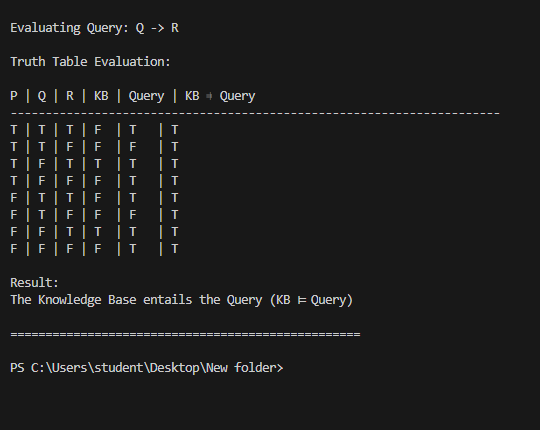 Evaluating Query: Q -> R
Truth Table Evaluation:
P | Q | R | KB | Query | KB ⇒ Query
----------------------------------------------------------------------
T | T | T | F | T | T
T | T | F | F | F | T
T | F | T | T | T | T
T | F | F | F | T | T
F | T | T | F | T | T
F | T | F | F | F | T
F | F | T | T | T | T
F | F | F | F | T | T
Result:
The Knowledge Base entails the Query (KB ⊨ Query)
==================================================
PS C:\Users\student\Desktop\New folder>